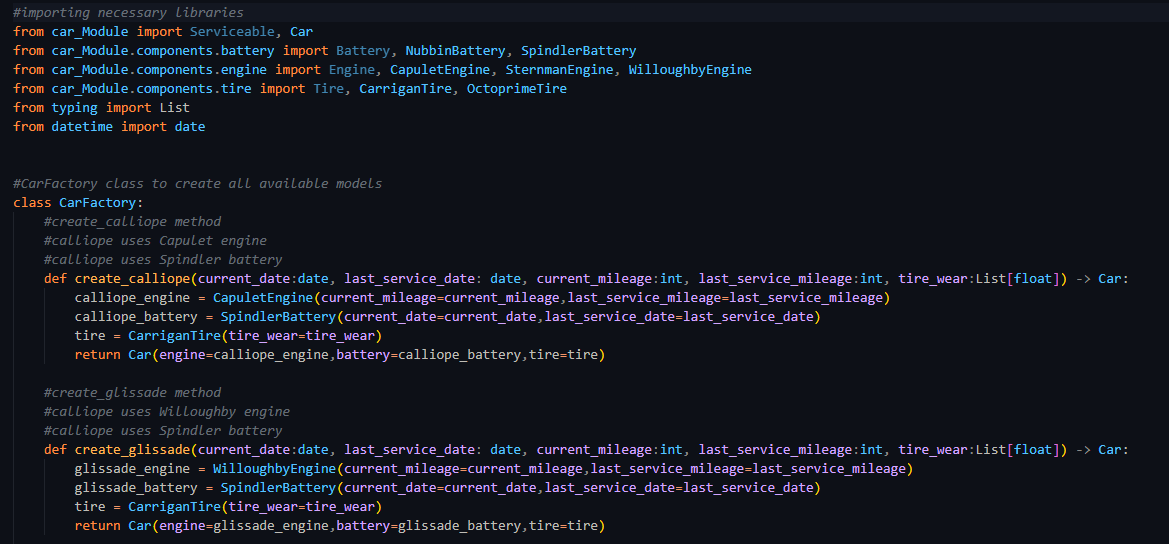 #importing necessary libraries
from car_Module import Serviceable, Car
from car_Module.components.battery import Battery, NubbinBattery, SpindlerBattery
from car_Module.components.engine import Engine, CapuletEngine, SternmanEngine, WilloughbyEngine
from car_Module.components.tire import Tire, CarriganTire, OctoprimeTire
from typing import List
from datetime import date
#CarFactory class to create all available models
class CarFactory:
#create_calliope method
#calliope uses Capulet engine
#calliope uses Spindler battery
def create_calliope(current_date:date, last_service_date: date, current_mileage:int, last_service_mileage:int, tire_wear:List[float]) -> Car:
calliope_engine = CapuletEngine(current_mileage=current_mileage,last_service_mileage=last_service_mileage)
calliope_battery = SpindlerBattery(current_date=current_date,last_service_date=last_service_date)
tire = CarriganTire(tire_wear=tire_wear)
return Car(engine=calliope_engine,battery=calliope_battery,tire=tire)
#create_glissade method
#calliope uses Willoughby engine
#calliope uses Spindler battery
def create_glissade(current_date:date, last_service_date: date, current_mileage:int, last_service_mileage:int, tire_wear:List[float]) -> Car:
glissade_engine = WilloughbyEngine(current_mileage=current_mileage,last_service_mileage=last_service_mileage)
glissade_battery = SpindlerBattery(current_date=current_date,last_service_date=last_service_date)
tire = CarriganTire(tire_wear=tire_wear)
return Car(engine=glissade_engine,battery=glissade_battery,tire=tire)